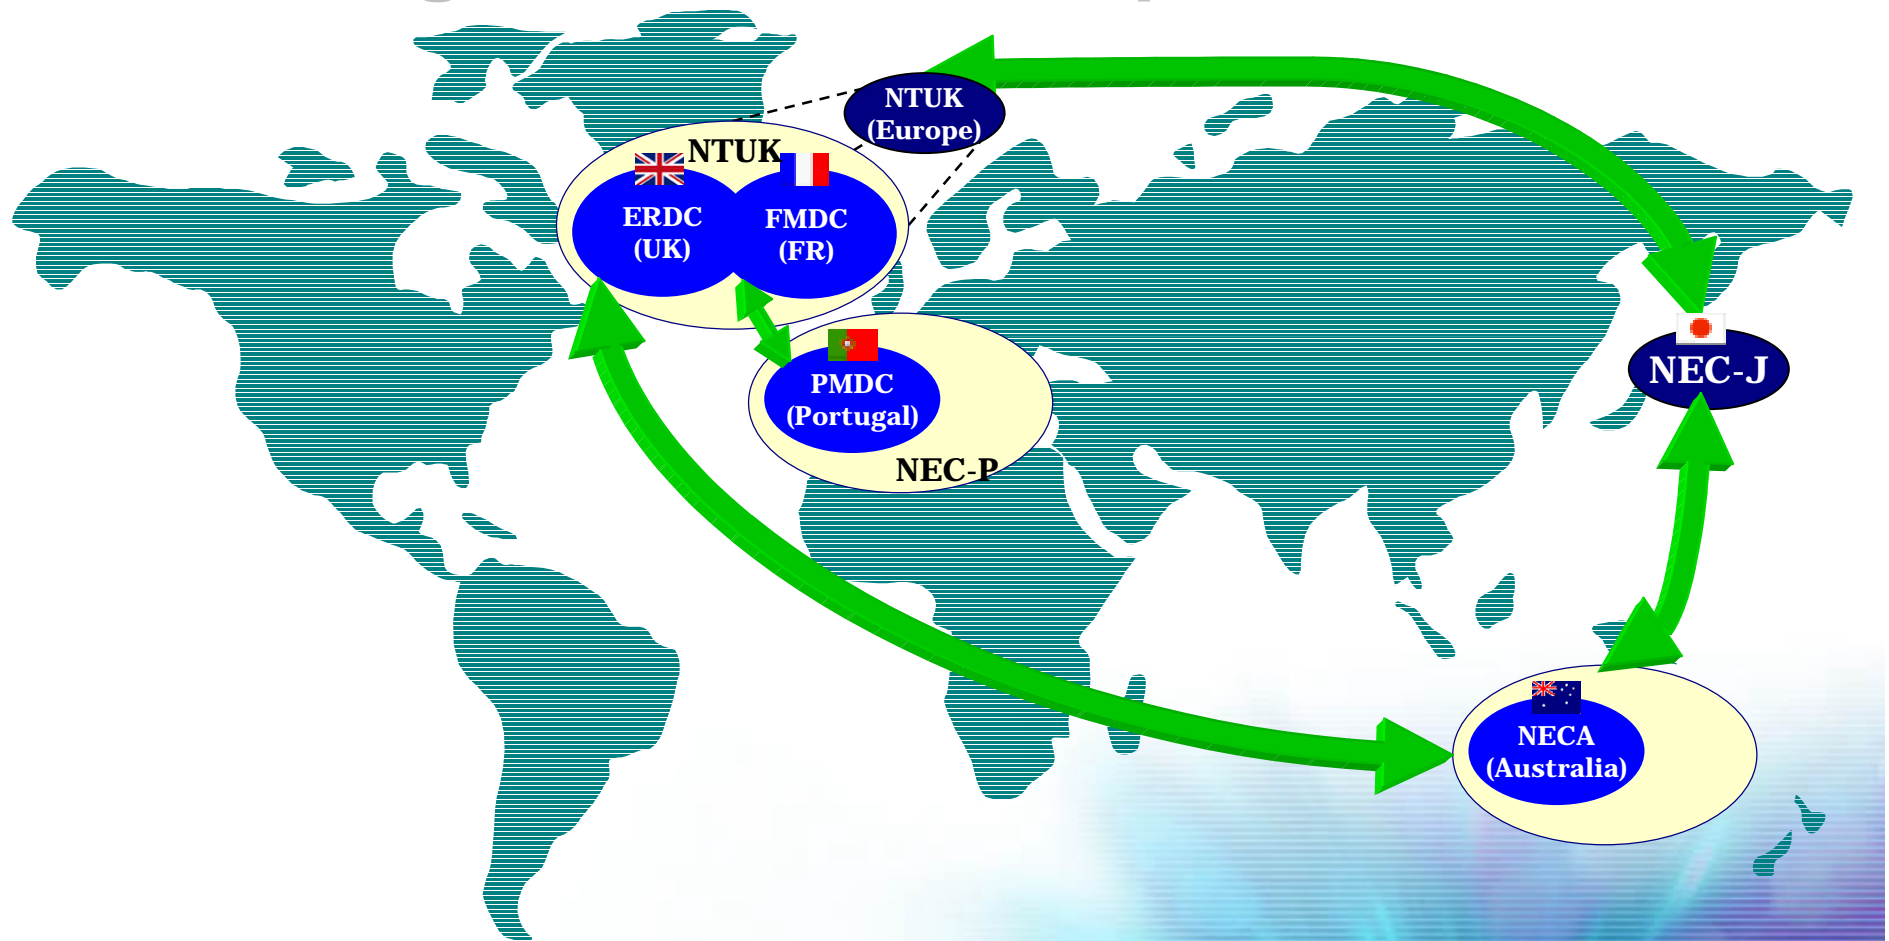 NTUK
(Europe)
NTUK
ERDC
(UK)
FMDC
(FR)
NEC-J
PMDC
(Portugal)
NEC-P
NECA
(Australia)